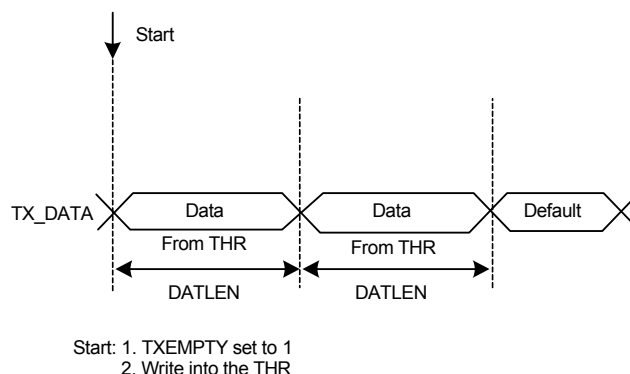 Start
TX_DATA
Data
Data
Default
From THR
From THR
DATLEN
DATLEN
Start: 1. TXEMPTY set to 1
2. Write into the THR